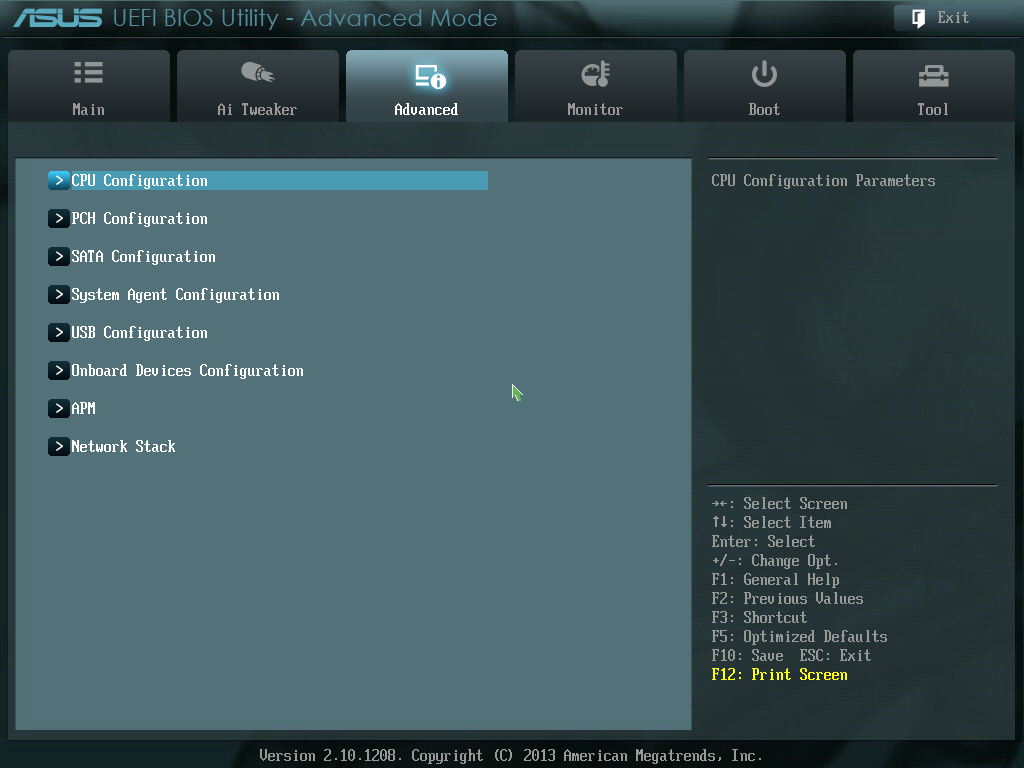 ASUS UEFI BIOS Utility - Advanced Mode
Exit
Main
Ai Tweaker
Advanced
Monitor
Boot
Tool
> CPU Configuration
> PCH Configuration
> SATA Configuration
> System Agent Configuration
> USB Configuration
> Onboard Devices Configuration
> APM
> Network Stack
CPU Configuration Parameters
→←: Select Screen
↑↓: Select Item
Enter: Select
+/-: Change Opt.
F1: General Help
F2: Previous Values
F3: Shortcut
F5: Optimized Defaults
F10: Save  ESC: Exit
F12: Print Screen
Version 2.10.1208. Copyright (C) 2013 American Megatrends, Inc.